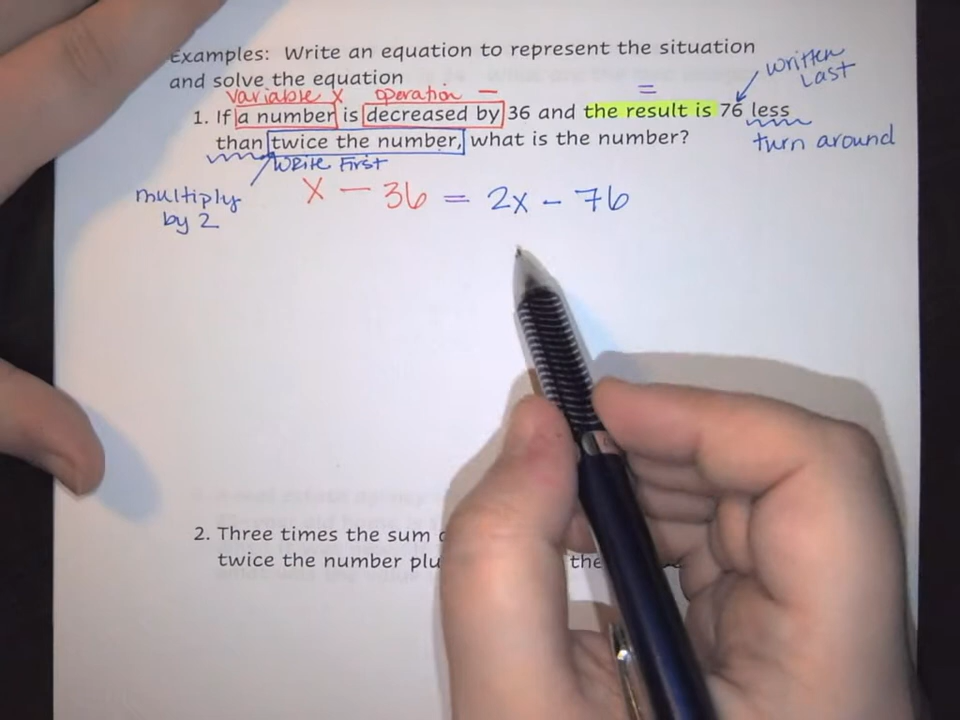 Examples: Write an equation to represent the situation
and solve the equation
written
last
variable x operation − =
1. If a number is decreased by 36 and the result is 76 less
than twice the number, what is the number?
turn around
write first
multiply
by 2
x − 36 = 2x − 76
2. Three times the sum
twice the number plu the